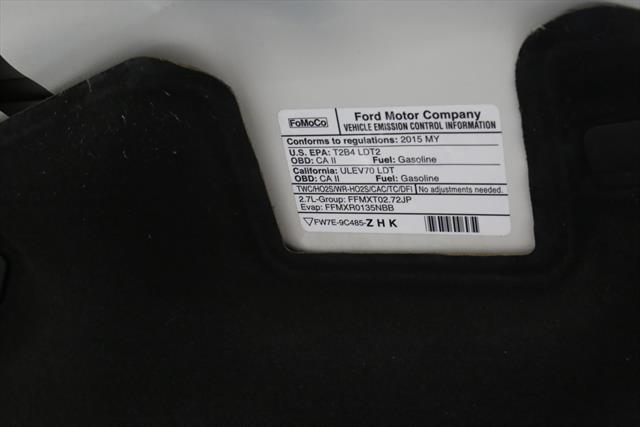 FoMoCo
Ford Motor Company
VEHICLE EMISSION CONTROL INFORMATION
Conforms to regulations: 2015 MY
U.S. EPA: T2B4 LDT2
OBD: CA II Fuel: Gasoline
California: ULEV70 LDT
OBD: CA II Fuel: Gasoline
TWC/HO2S/WR-HO2S/CAC/TC/DFI No adjustments needed.
2.7L-Group: FFMXT02.72JP
Evap: FFMXR0135NBB
FW7E-9C485-ZHK